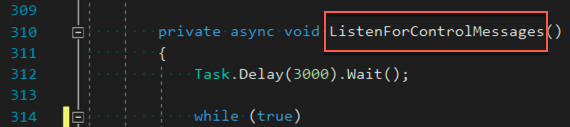 309
310 private async void ListenForControlMessages()
311 {
312 Task.Delay(3000).Wait();
313
314 while (true)